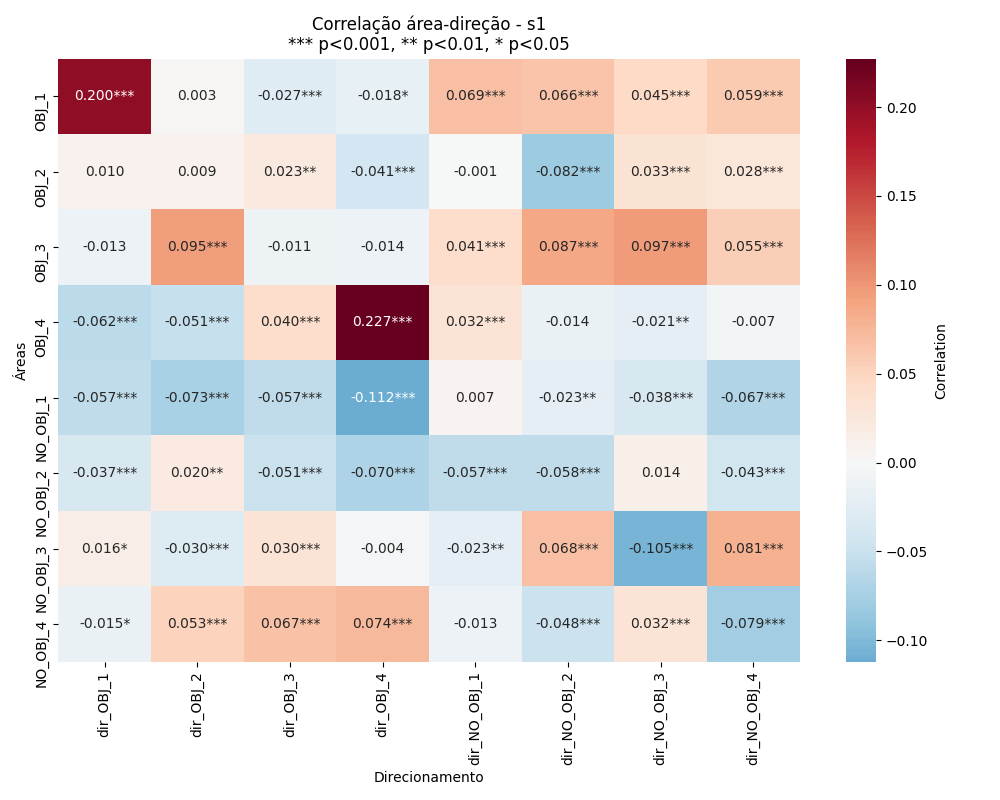 Correlação área-direção - s1
*** p<0.001, ** p<0.01, * p<0.05
OBJ_1 0.200*** 0.003 -0.027*** -0.018* 0.069*** 0.066*** 0.045*** 0.059***
OBJ_2 0.010 0.009 0.023** -0.041*** -0.001 -0.082*** 0.033*** 0.028***
OBJ_3 -0.013 0.095*** -0.011 -0.014 0.041*** 0.087*** 0.097*** 0.055***
OBJ_4 -0.062*** -0.051*** 0.040*** 0.227*** 0.032*** -0.014 -0.021** -0.007
NO_OBJ_1 -0.057*** -0.073*** -0.057*** -0.112*** 0.007 -0.023** -0.038*** -0.067***
NO_OBJ_2 -0.037*** 0.020** -0.051*** -0.070*** -0.057*** -0.058*** 0.014 -0.043***
NO_OBJ_3 0.016* -0.030*** 0.030*** -0.004 -0.023** 0.068*** -0.105*** 0.081***
NO_OBJ_4 -0.015* 0.053*** 0.067*** 0.074*** -0.013 -0.048*** 0.032*** -0.079***
dir_OBJ_1 dir_OBJ_2 dir_OBJ_3 dir_OBJ_4 dir_NO_OBJ_1 dir_NO_OBJ_2 dir_NO_OBJ_3 dir_NO_OBJ_4
Direcionamento
Áreas
0.20
0.15
0.10
0.05
0.00
−0.05
−0.10
Correlation